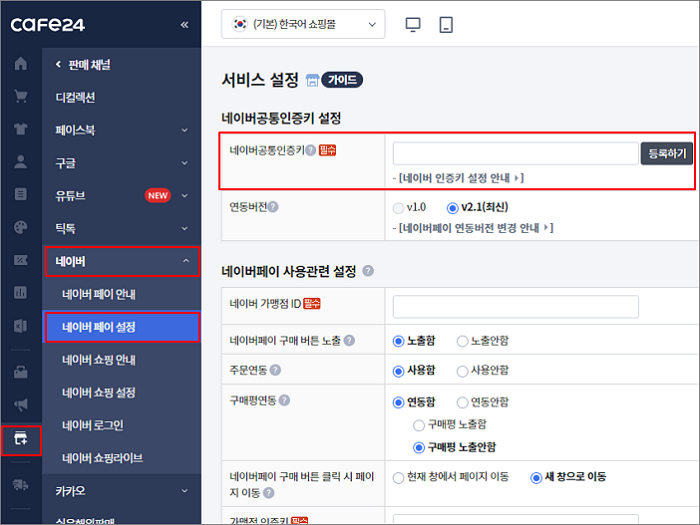 cafe24
«
(기본) 한국어 쇼핑몰
판매 채널
디컬렉션
페이스북
구글
유튜브 NEW
틱톡
네이버
네이버 페이 안내
네이버 페이 설정
네이버 쇼핑 안내
네이버 쇼핑 설정
네이버 로그인
네이버 쇼핑라이브
카카오
서비스 설정 가이드
네이버공통인증키 설정
네이버공통인증키 ? 필수 등록하기
- [네이버 인증키 설정 안내 ]
연동버전 ? v1.0 v2.1(최신)
- [네이버페이 연동버전 변경 안내 ]
네이버페이 사용관련 설정 ?
네이버 가맹점 ID 필수
네이버페이 구매 버튼 노출 ? 노출함 노출안함
주문연동 ? 사용함 사용안함
구매평연동 ? 연동함 연동안함
구매평 노출함
구매평 노출안함
네이버페이 구매 버튼 클릭 시 페이
지 이동 ? 현재 창에서 페이지 이동 새 창으로 이동
가맹점 인증키 필수